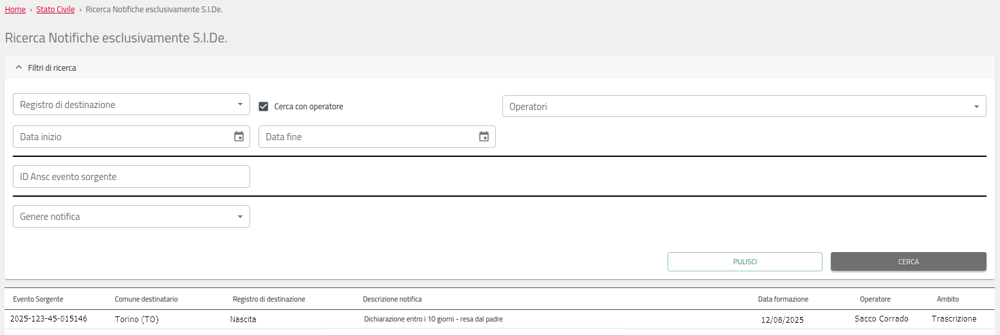 Home › Stato Civile › Ricerca Notifiche esclusivamente S.I.De.
Ricerca Notifiche esclusivamente S.I.De.
Filtri di ricerca
Registro di destinazione Cerca con operatore Operatori
Data inizio Data fine
ID Ansc evento sorgente
Genere notifica
PULISCI CERCA
Evento Sorgente Comune destinatario Registro di destinazione Descrizione notifica Data formazione Operatore Ambito
2025-123-45-015146 Torino (TO) Nascita Dichiarazione entro i 10 giorni - resa dal padre 12/08/2025 Sacco Corrado Trascrizione